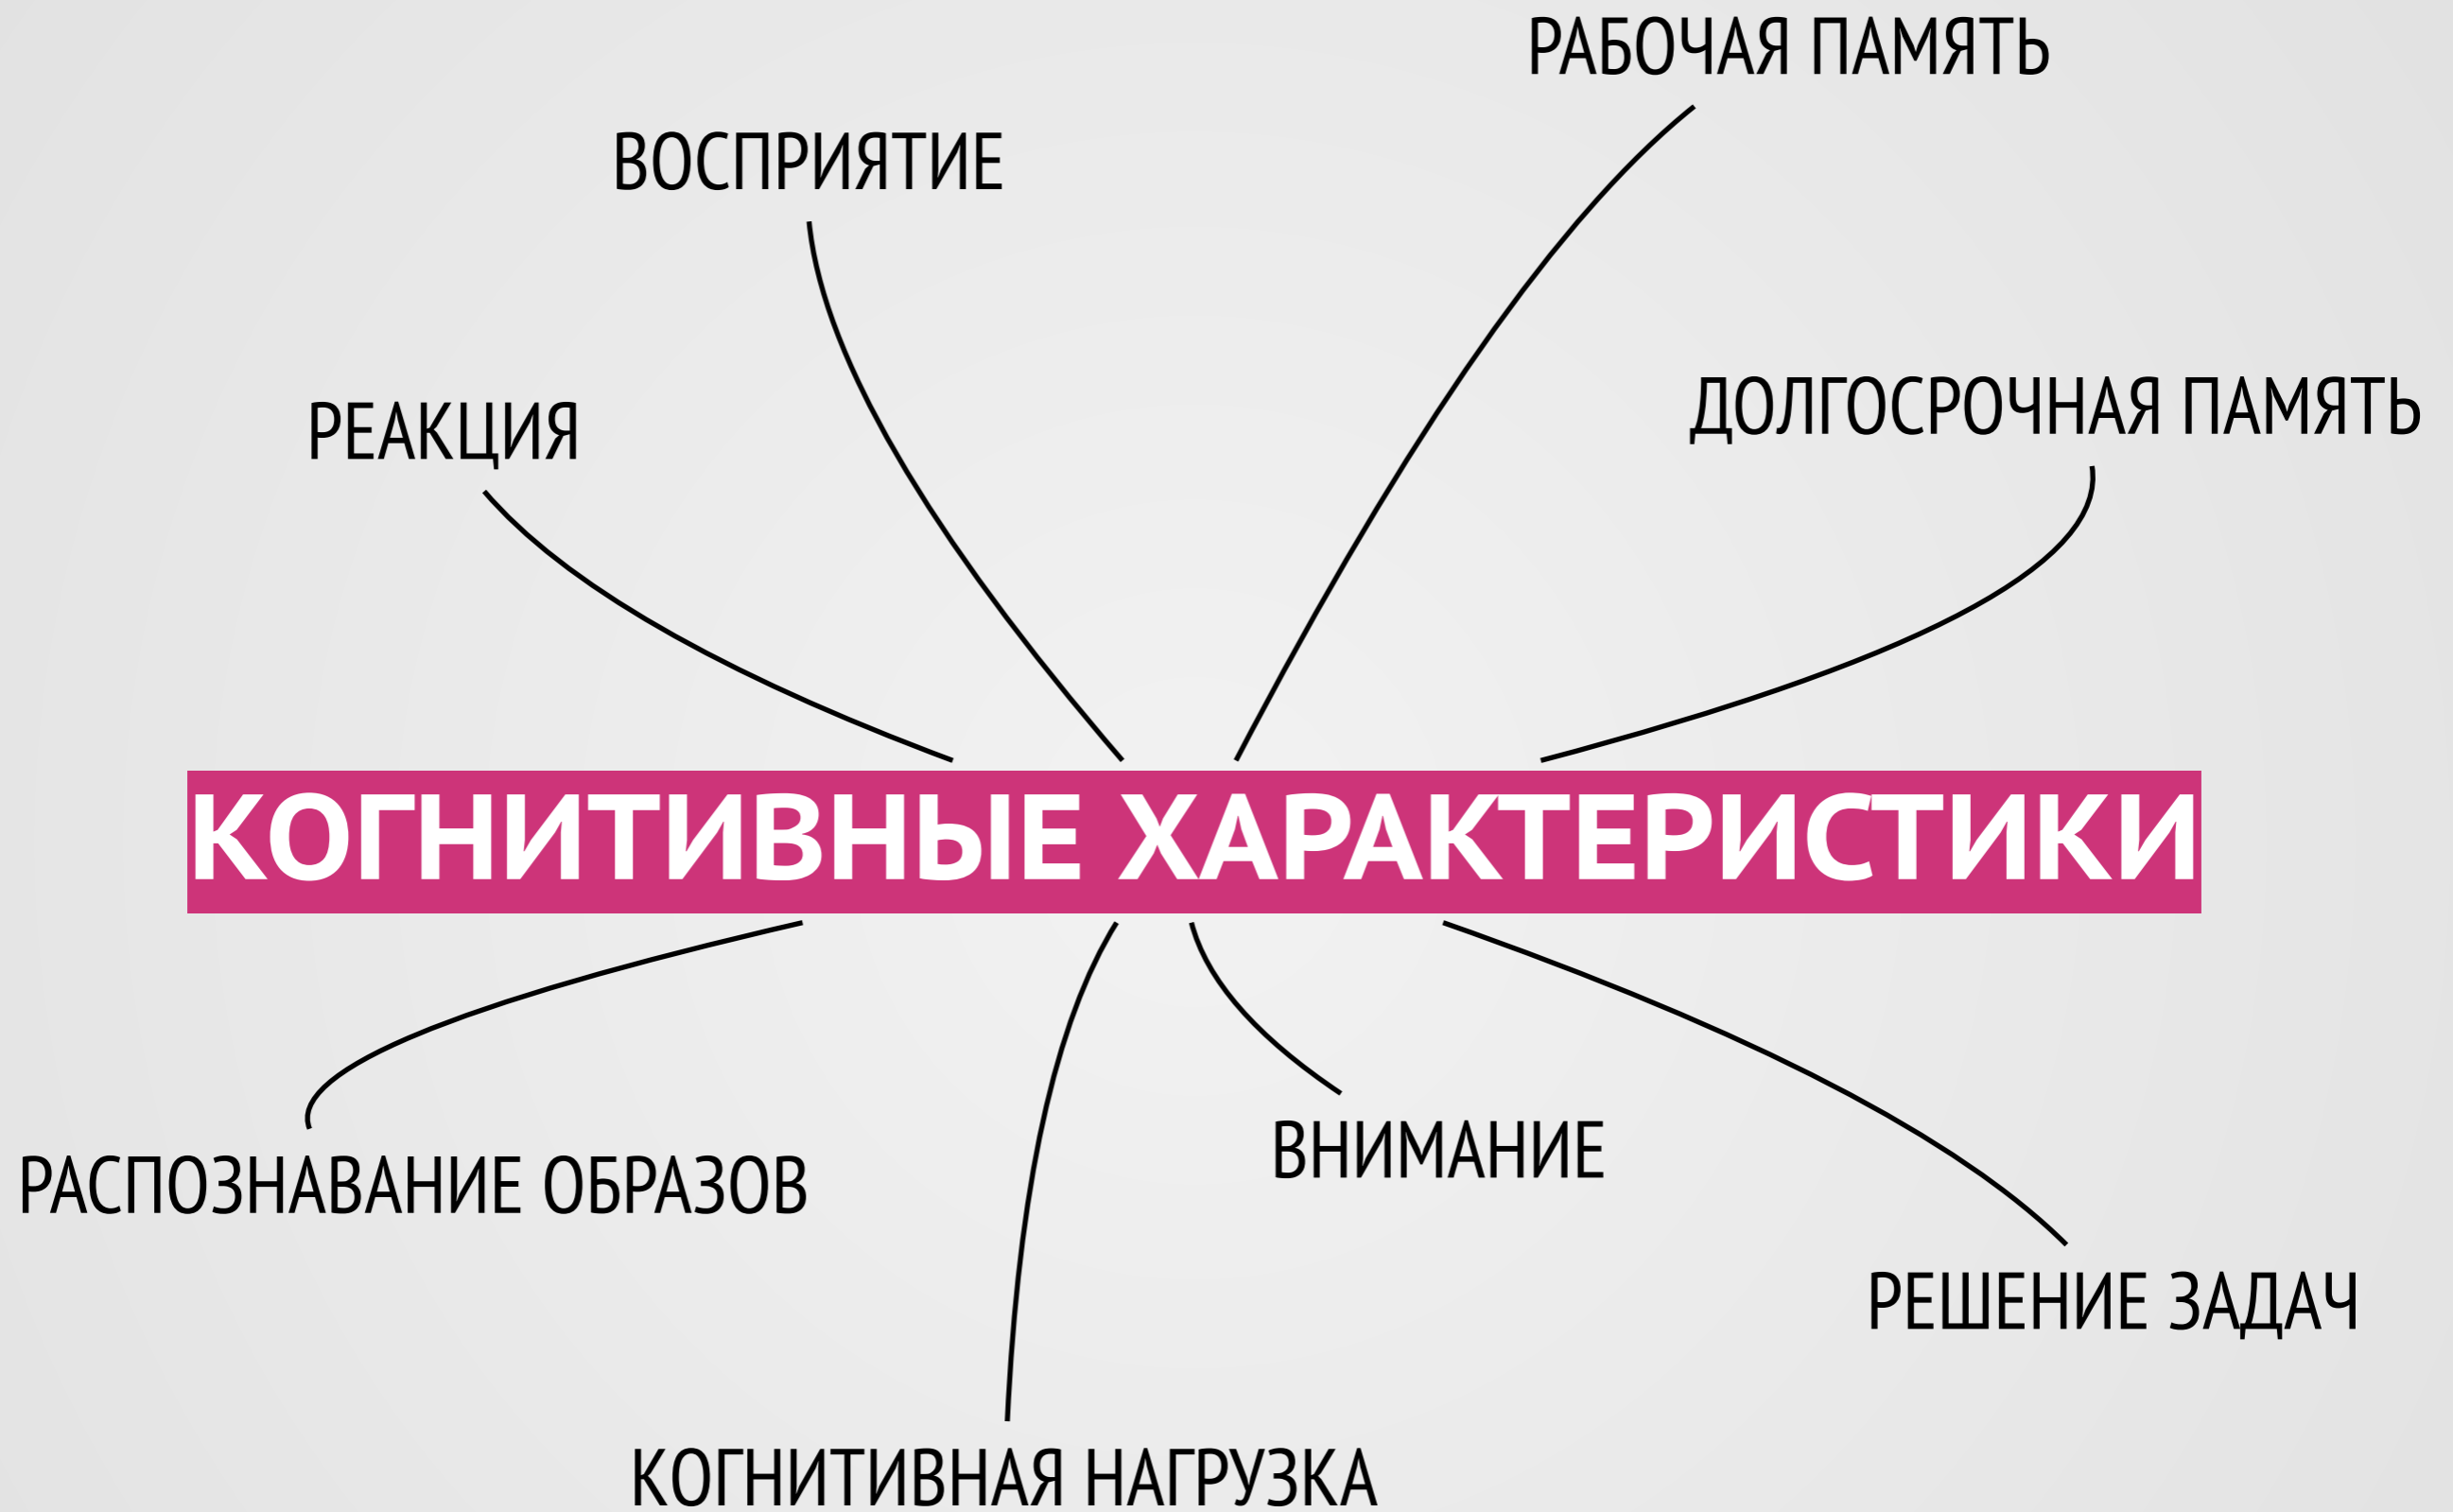 РАБОЧАЯ ПАМЯТЬ
ВОСПРИЯТИЕ
ДОЛГОСРОЧНАЯ ПАМЯТЬ
РЕАКЦИЯ
КОГНИТИВНЫЕ ХАРАКТЕРИСТИКИ
ВНИМАНИЕ
РАСПОЗНАВАНИЕ ОБРАЗОВ
РЕШЕНИЕ ЗАДАЧ
КОГНИТИВНАЯ НАГРУЗКА